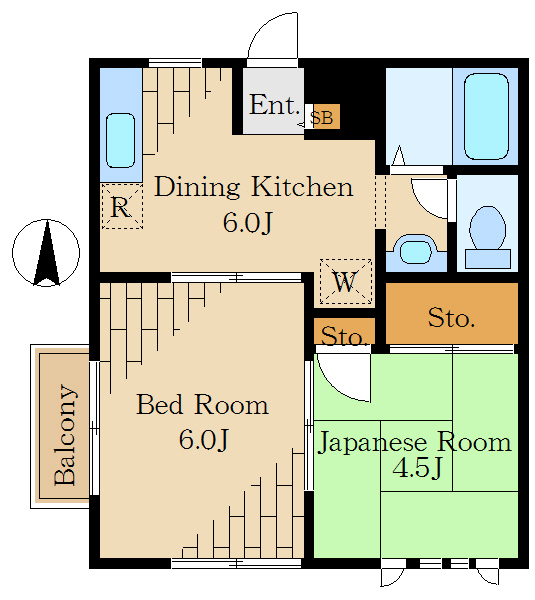 Ent.
SB
Dining Kitchen
6.0J
R
W
Sto.
Sto.
Bed Room
6.0J
Balcony
Japanese Room
4.5J